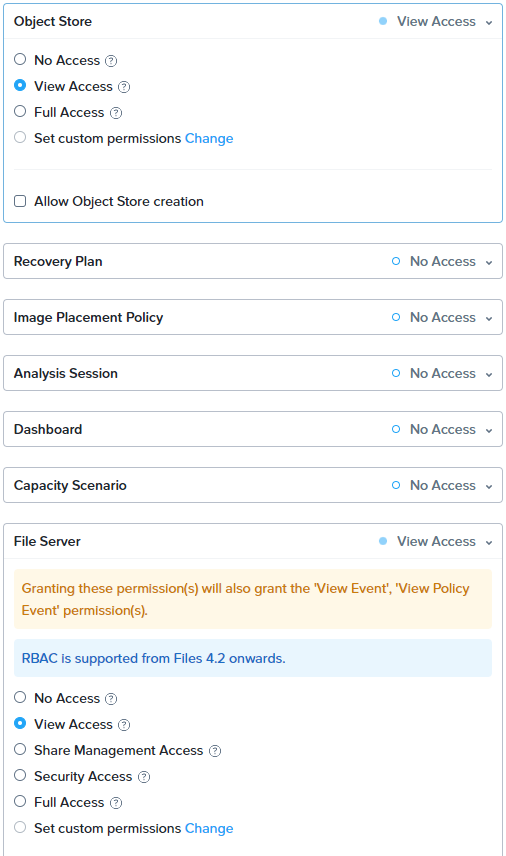 Object Store View Access
No Access ?
View Access ?
Full Access ?
Set custom permissions Change
Allow Object Store creation
Recovery Plan No Access
Image Placement Policy No Access
Analysis Session No Access
Dashboard No Access
Capacity Scenario No Access
File Server View Access
Granting these permission(s) will also grant the 'View Event', 'View Policy
Event' permission(s).
RBAC is supported from Files 4.2 onwards.
No Access ?
View Access ?
Share Management Access ?
Security Access ?
Full Access ?
Set custom permissions Change